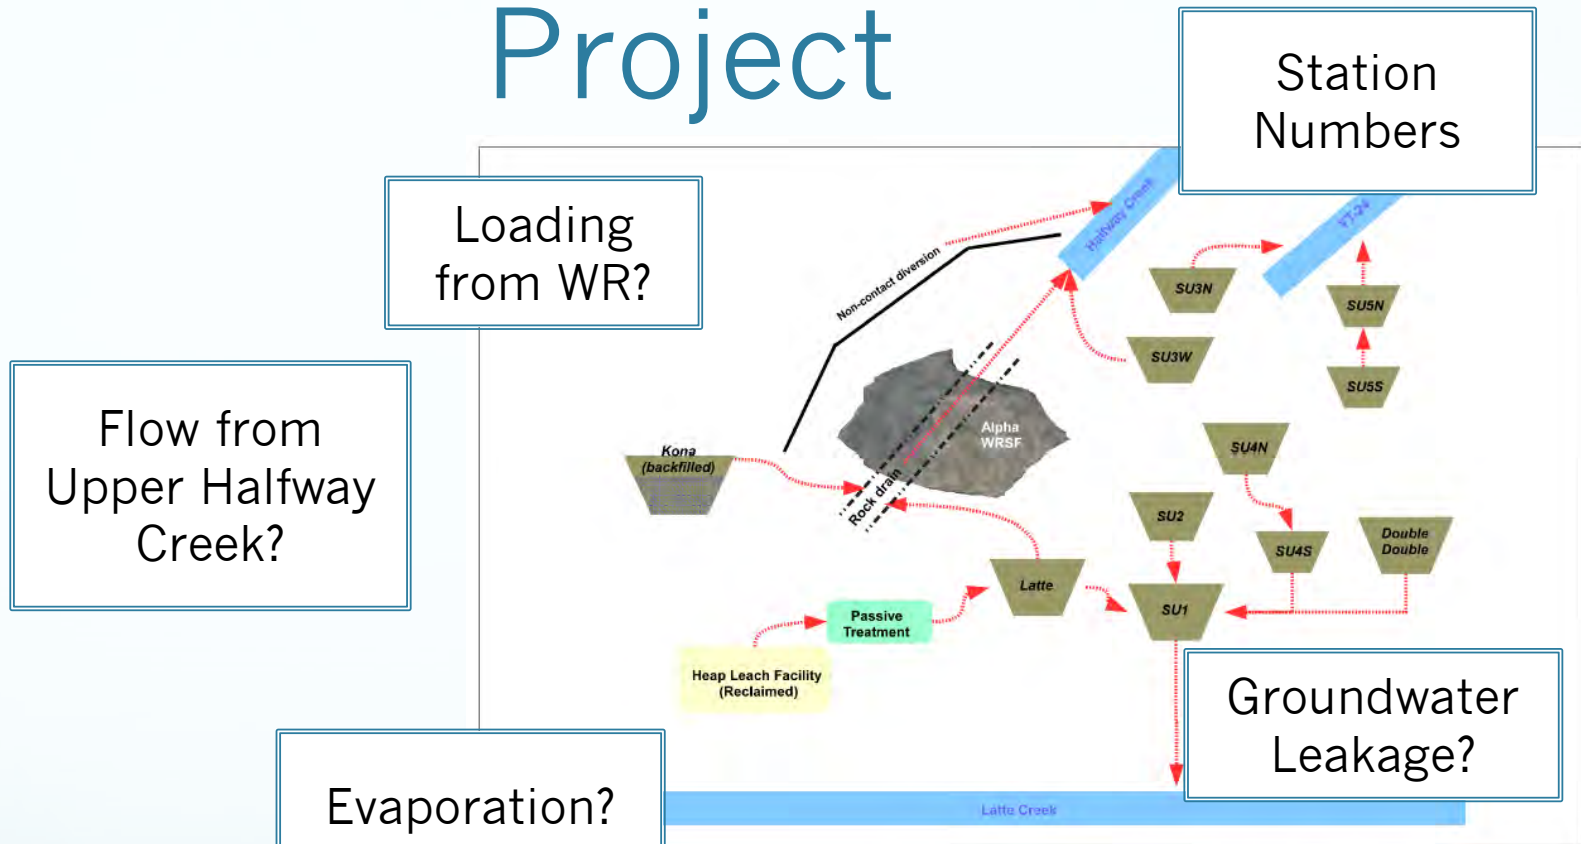 Project
Station
Numbers
Loading
from WR?
Halfway Creek
YT-24
Non-contact diversion
SU3N
SU5N
SU3W
SU5S
Flow from
Upper Halfway
Creek?
Alpha
WRSF
Kona
(backfilled)
Rock drain
SU4N
SU2
SU4S
Double
Double
Latte
SU1
Passive
Treatment
Heap Leach Facility
(Reclaimed)
Groundwater
Leakage?
Evaporation?
Latte Creek